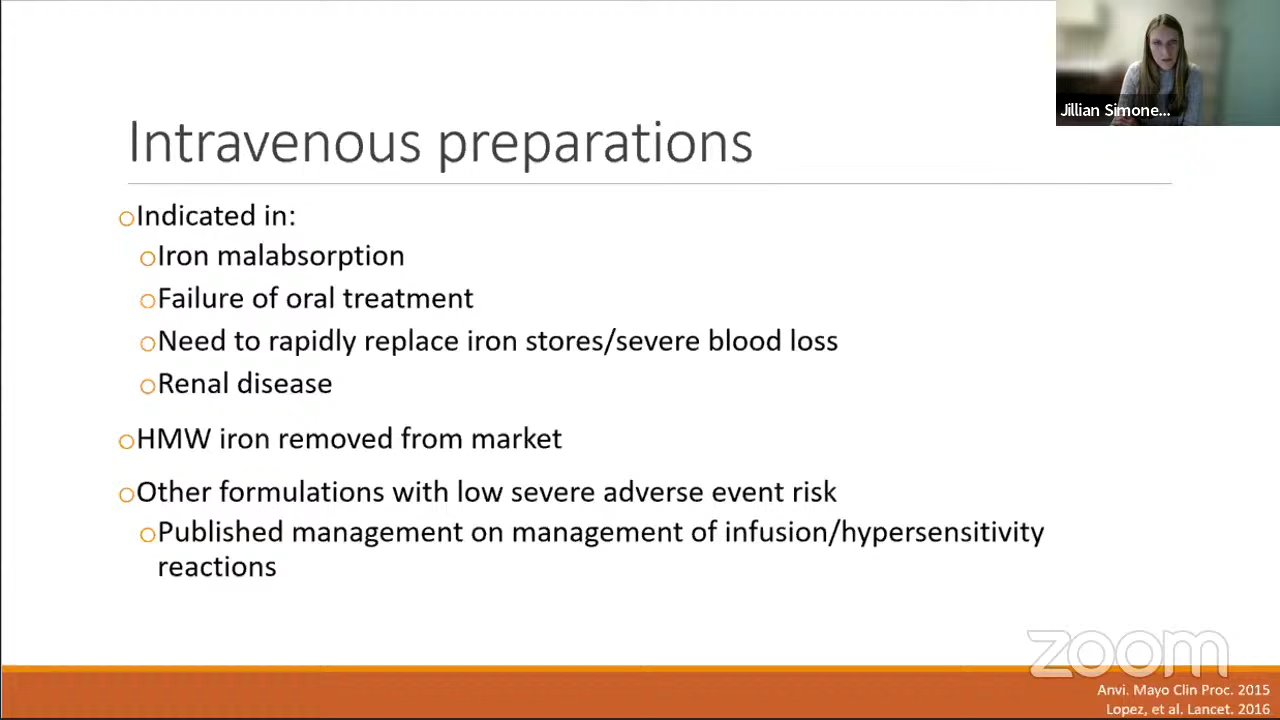 Jillian Simone...
Intravenous preparations
Indicated in:
Iron malabsorption
Failure of oral treatment
Need to rapidly replace iron stores/severe blood loss
Renal disease
HMW iron removed from market
Other formulations with low severe adverse event risk
Published management on management of infusion/hypersensitivity
reactions
zoom
Anvi. Mayo Clin Proc. 2015
Lopez, et al. Lancet. 2016